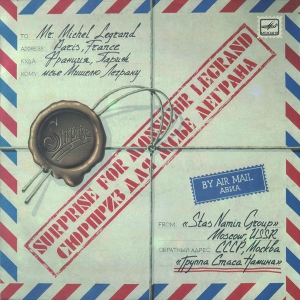 TO: Mr. Michel Legrand
ADDRESS: Paris, France
КУДА: Франция, Париж
КОМУ: мсье Мишелю Леграну
SURPRISE FOR MONSIEUR LEGRAND
СЮРПРИЗ ДЛЯ МСЬЕ ЛЕГРАНА
BY AIR MAIL
АВИА
FROM: «Stas Namin Group»
Moscow, USSR
ОБРАТНЫЙ АДРЕС: СССР, Москва
«Группа Стаса Намина»